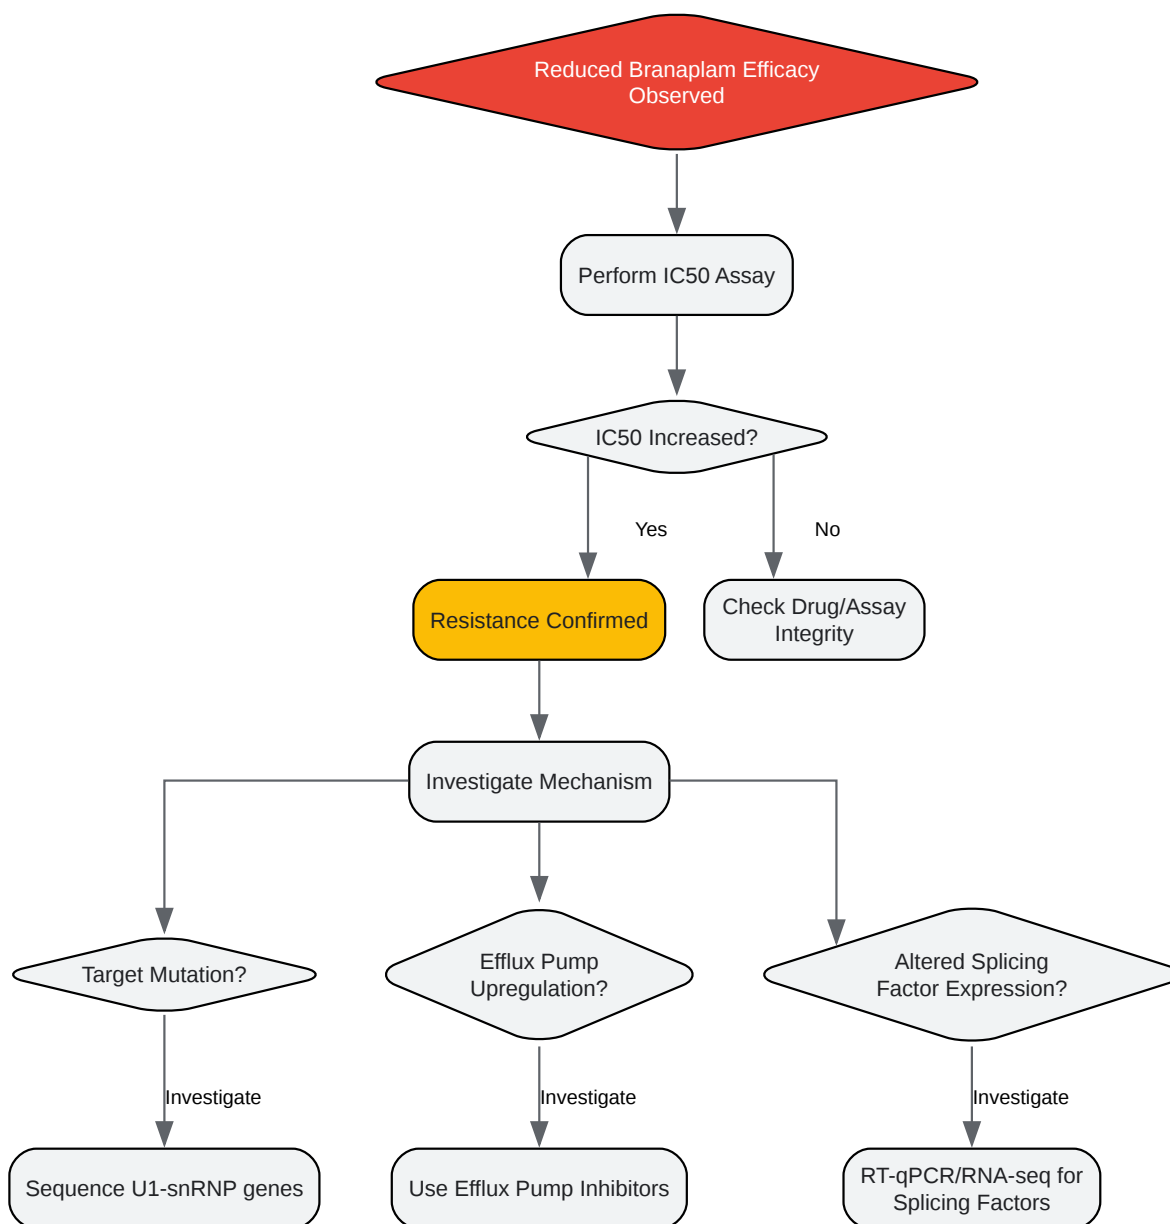 Reduced Branaplam Efficacy
Observed
Perform IC50 Assay
IC50 Increased?
Yes
No
Resistance Confirmed
Check Drug/Assay
Integrity
Investigate Mechanism
Target Mutation?
Efflux Pump
Upregulation?
Altered Splicing
Factor Expression?
Investigate
Investigate
Investigate
Sequence U1-snRNP genes
Use Efflux Pump Inhibitors
RT-qPCR/RNA-seq for
Splicing Factors